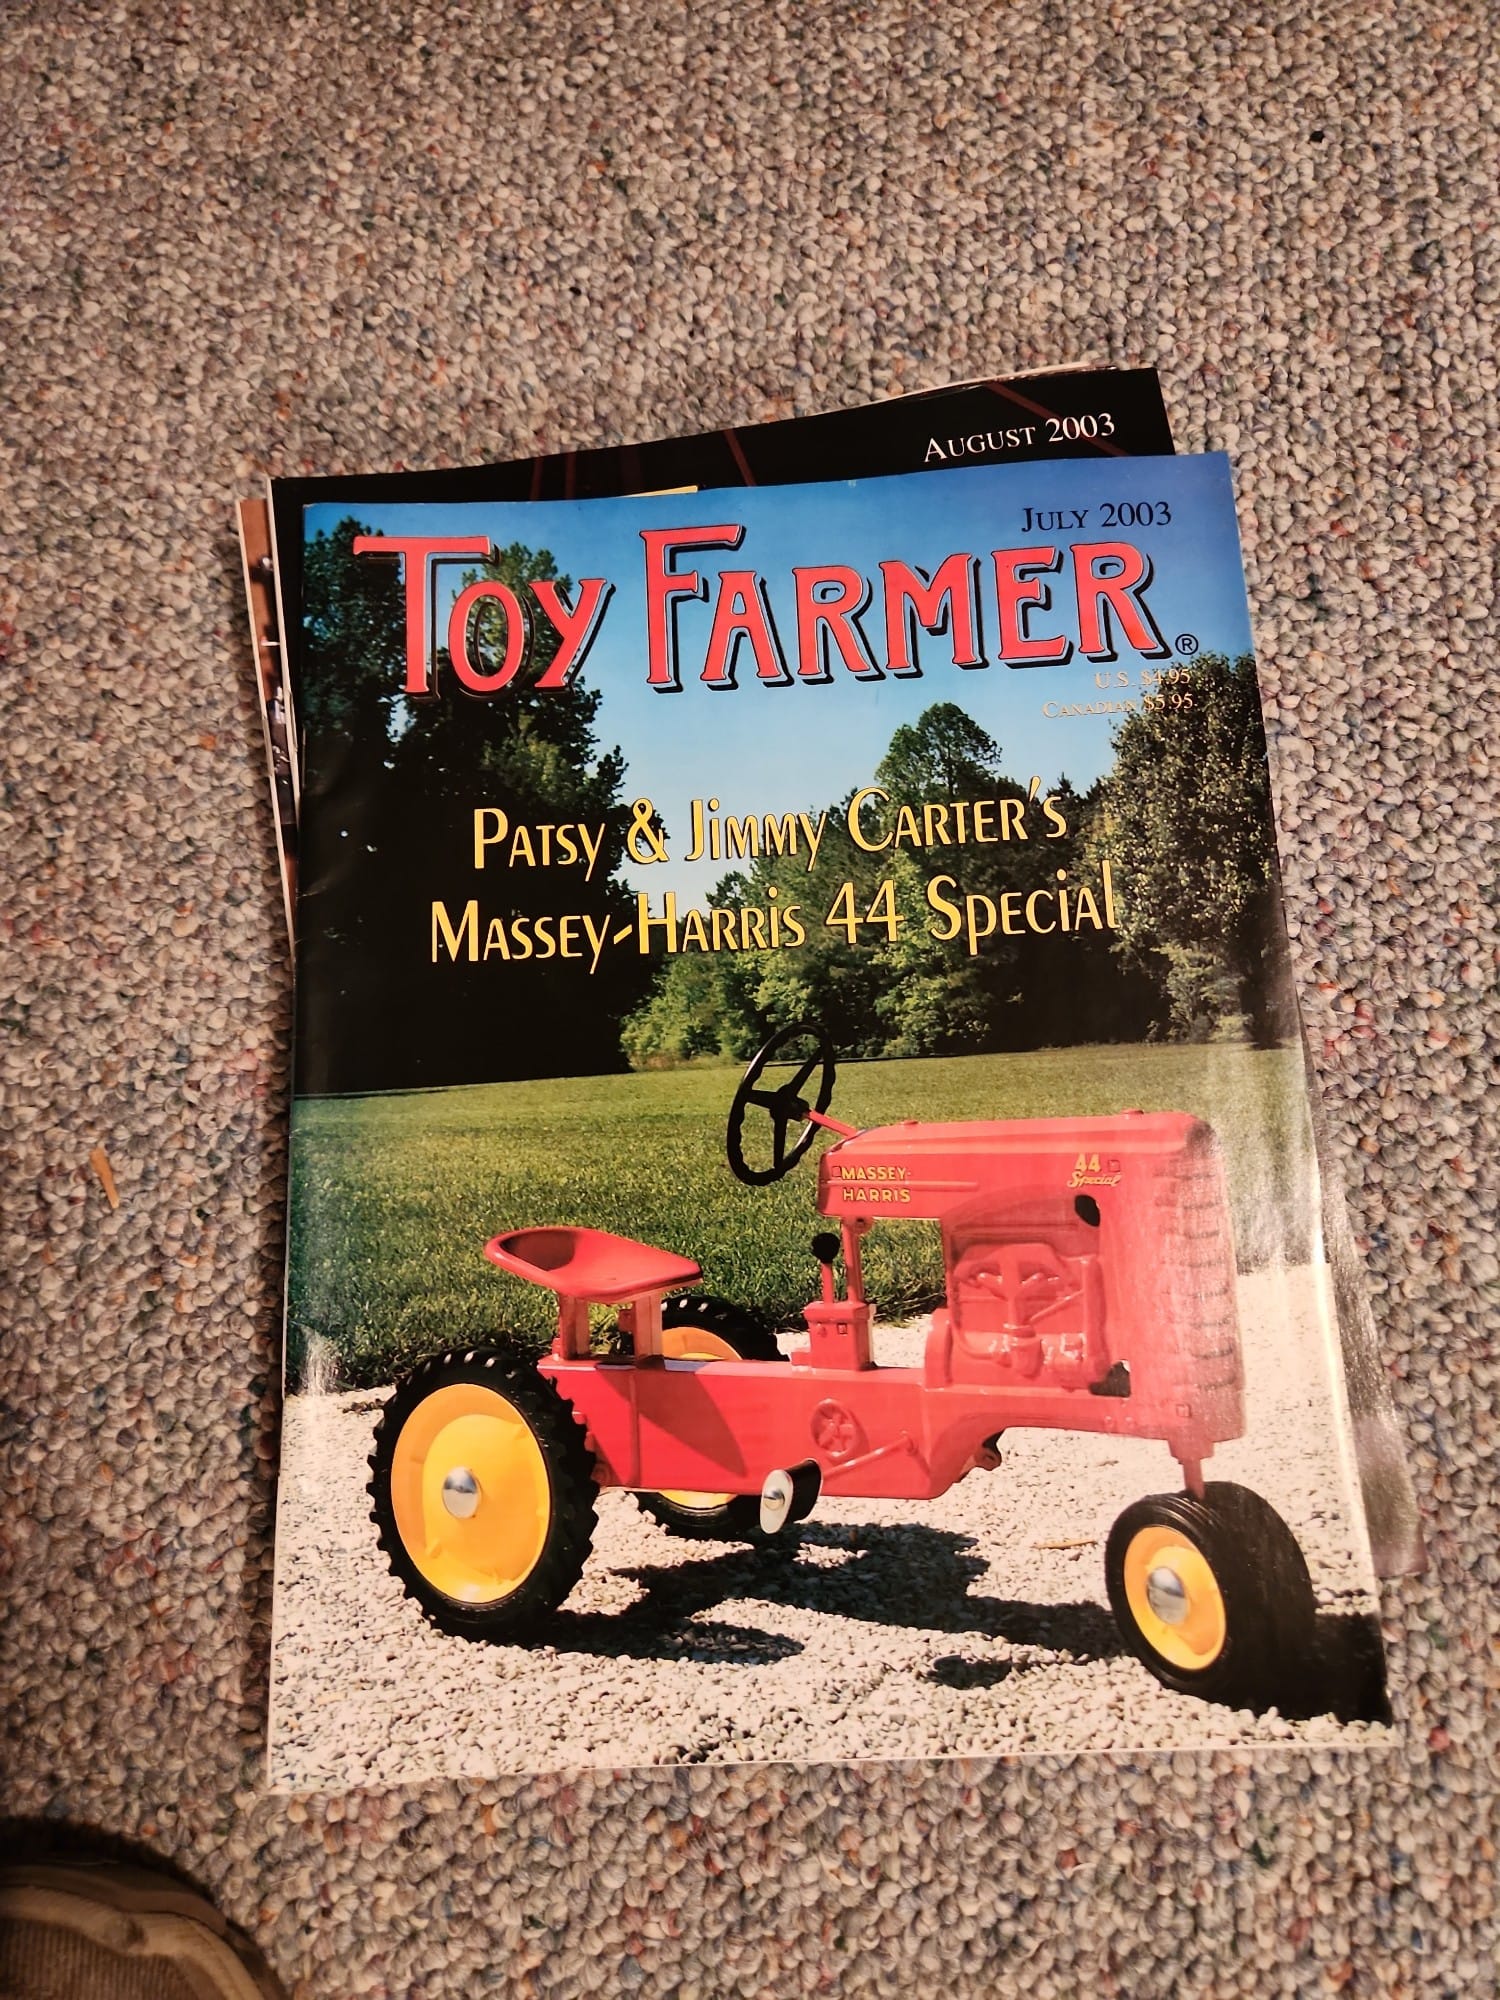 AUGUST 2003
JULY 2003
TOY FARMER®
U.S. $4.95
CANADIAN $5.95
PATSY & JIMMY CARTER'S
MASSEY-HARRIS 44 SPECIAL
MASSEY-
HARRIS
44
Special